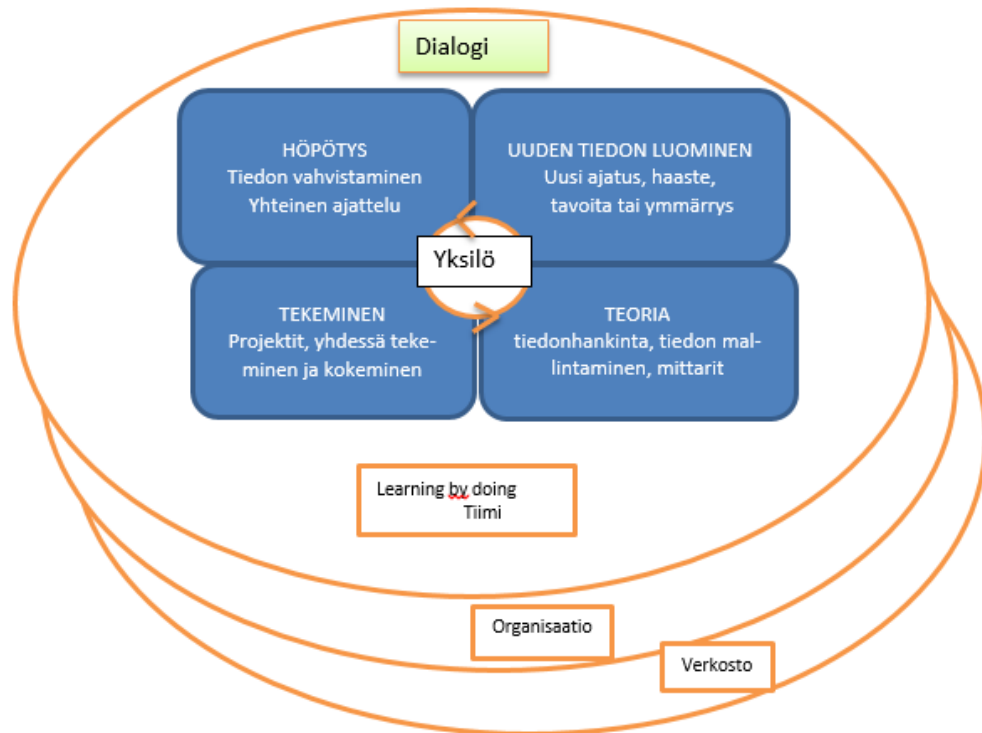 Dialogi
HÖPÖTYS
Tiedon vahvistaminen
Yhteinen ajattelu
UUDEN TIEDON LUOMINEN
Uusi ajatus, haaste,
tavoita tai ymmärrys
Yksilö
TEKEMINEN
Projektit, yhdessä teke-
minen ja kokeminen
TEORIA
tiedonhankinta, tiedon mal-
lintaminen, mittarit
Learning by doing
Tiimi
Organisaatio
Verkosto